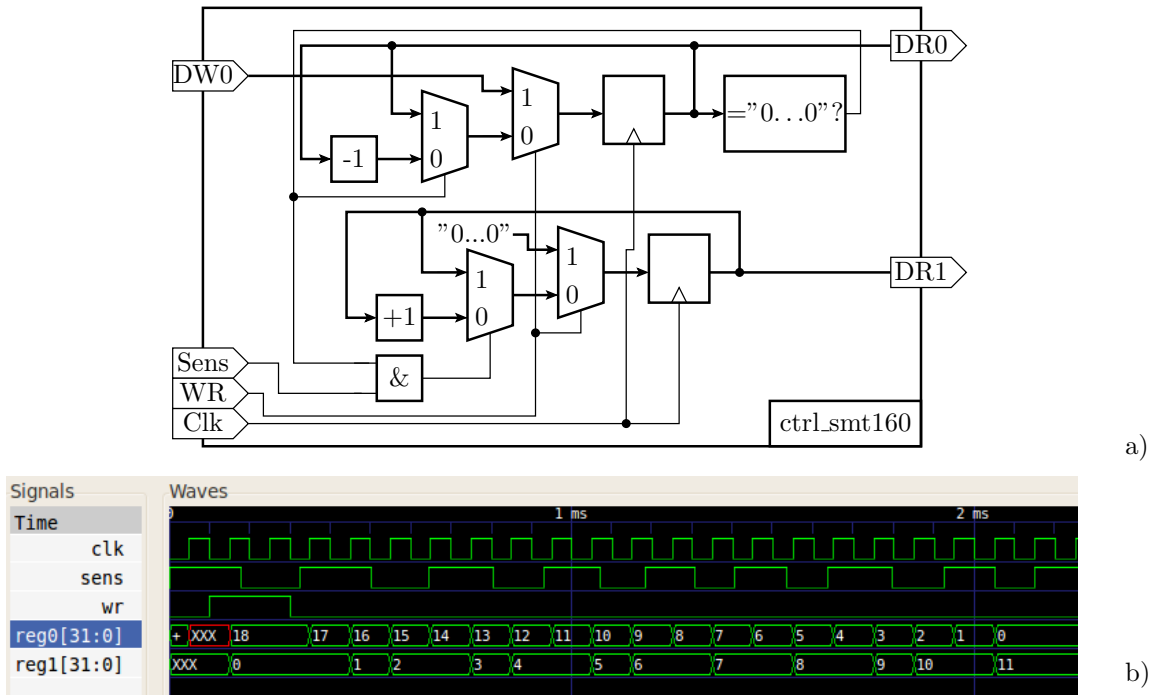 DR0
DW0
1
1
="0...0"?
0
-1
0
"0...0"
1
1
DR1
0
+1
0
Sens
&
WR
Clk
ctrl_smt160
a)
Signals
Waves
Time
0 1 ms 2 ms
clk
sens
wr
reg0[31:0] + XXX 18 17 16 15 14 13 12 11 10 9 8 7 6 5 4 3 2 1 0
reg1[31:0] XXX 0 1 2 3 4 5 6 7 8 9 10 11
b)